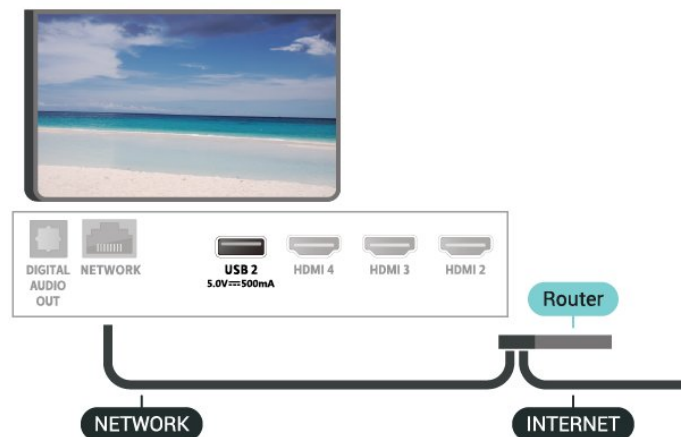 DIGITAL
AUDIO
OUT
NETWORK
USB 2
5.0V⎓500mA
HDMI 4
HDMI 3
HDMI 2
Router
NETWORK
INTERNET